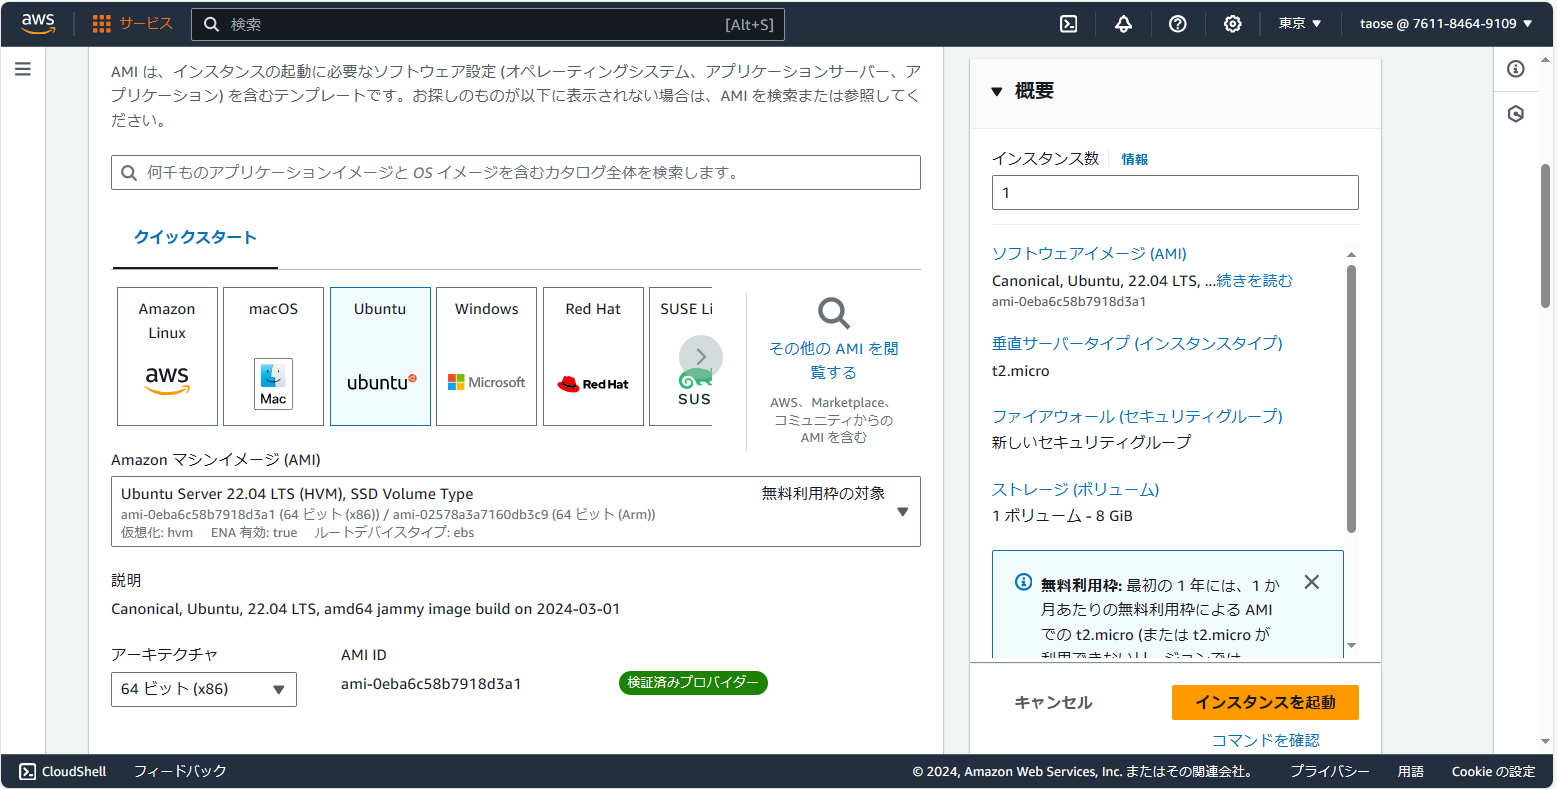 aws
サービス
検索
[Alt+S]
東京 ▼
taose @ 7611-8464-9109 ▼
AMI は、インスタンスの起動に必要なソフトウェア設定 (オペレーティングシステム、アプリケーションサーバー、ア
プリケーション) を含むテンプレートです。お探しのものが以下に表示されない場合は、AMI を検索または参照してく
ださい。
何千ものアプリケーションイメージと OS イメージを含むカタログ全体を検索します。
クイックスタート
Amazon
Linux
aws
macOS
Mac
Ubuntu
ubuntu
Windows
Microsoft
Red Hat
Red Hat
SUSE Li
SUS
その他の AMI を閲
覧する
AWS、Marketplace、
コミュニティからの
AMI を含む
Amazon マシンイメージ (AMI)
Ubuntu Server 22.04 LTS (HVM), SSD Volume Type
無料利用枠の対象
ami-0eba6c58b7918d3a1 (64 ビット (x86)) / ami-02578a3a7160db3c9 (64 ビット (Arm))
仮想化: hvm ENA 有効: true ルートデバイスタイプ: ebs
説明
Canonical, Ubuntu, 22.04 LTS, amd64 jammy image build on 2024-03-01
アーキテクチャ
AMI ID
64 ビット (x86)
ami-0eba6c58b7918d3a1
検証済みプロバイダー
▼ 概要
インスタンス数
情報
1
ソフトウェアイメージ (AMI)
Canonical, Ubuntu, 22.04 LTS, ...続きを読む
ami-0eba6c58b7918d3a1
垂直サーバータイプ (インスタンスタイプ)
t2.micro
ファイアウォール (セキュリティグループ)
新しいセキュリティグループ
ストレージ (ボリューム)
1 ボリューム - 8 GiB
無料利用枠: 最初の 1 年には、1 か
月あたりの無料利用枠による AMI
での t2.micro (または t2.micro が
利用できないリージョンでは
キャンセル
インスタンスを起動
コマンドを確認
CloudShell
フィードバック
© 2024, Amazon Web Services, Inc. またはその関連会社。
プライバシー
用語
Cookie の設定